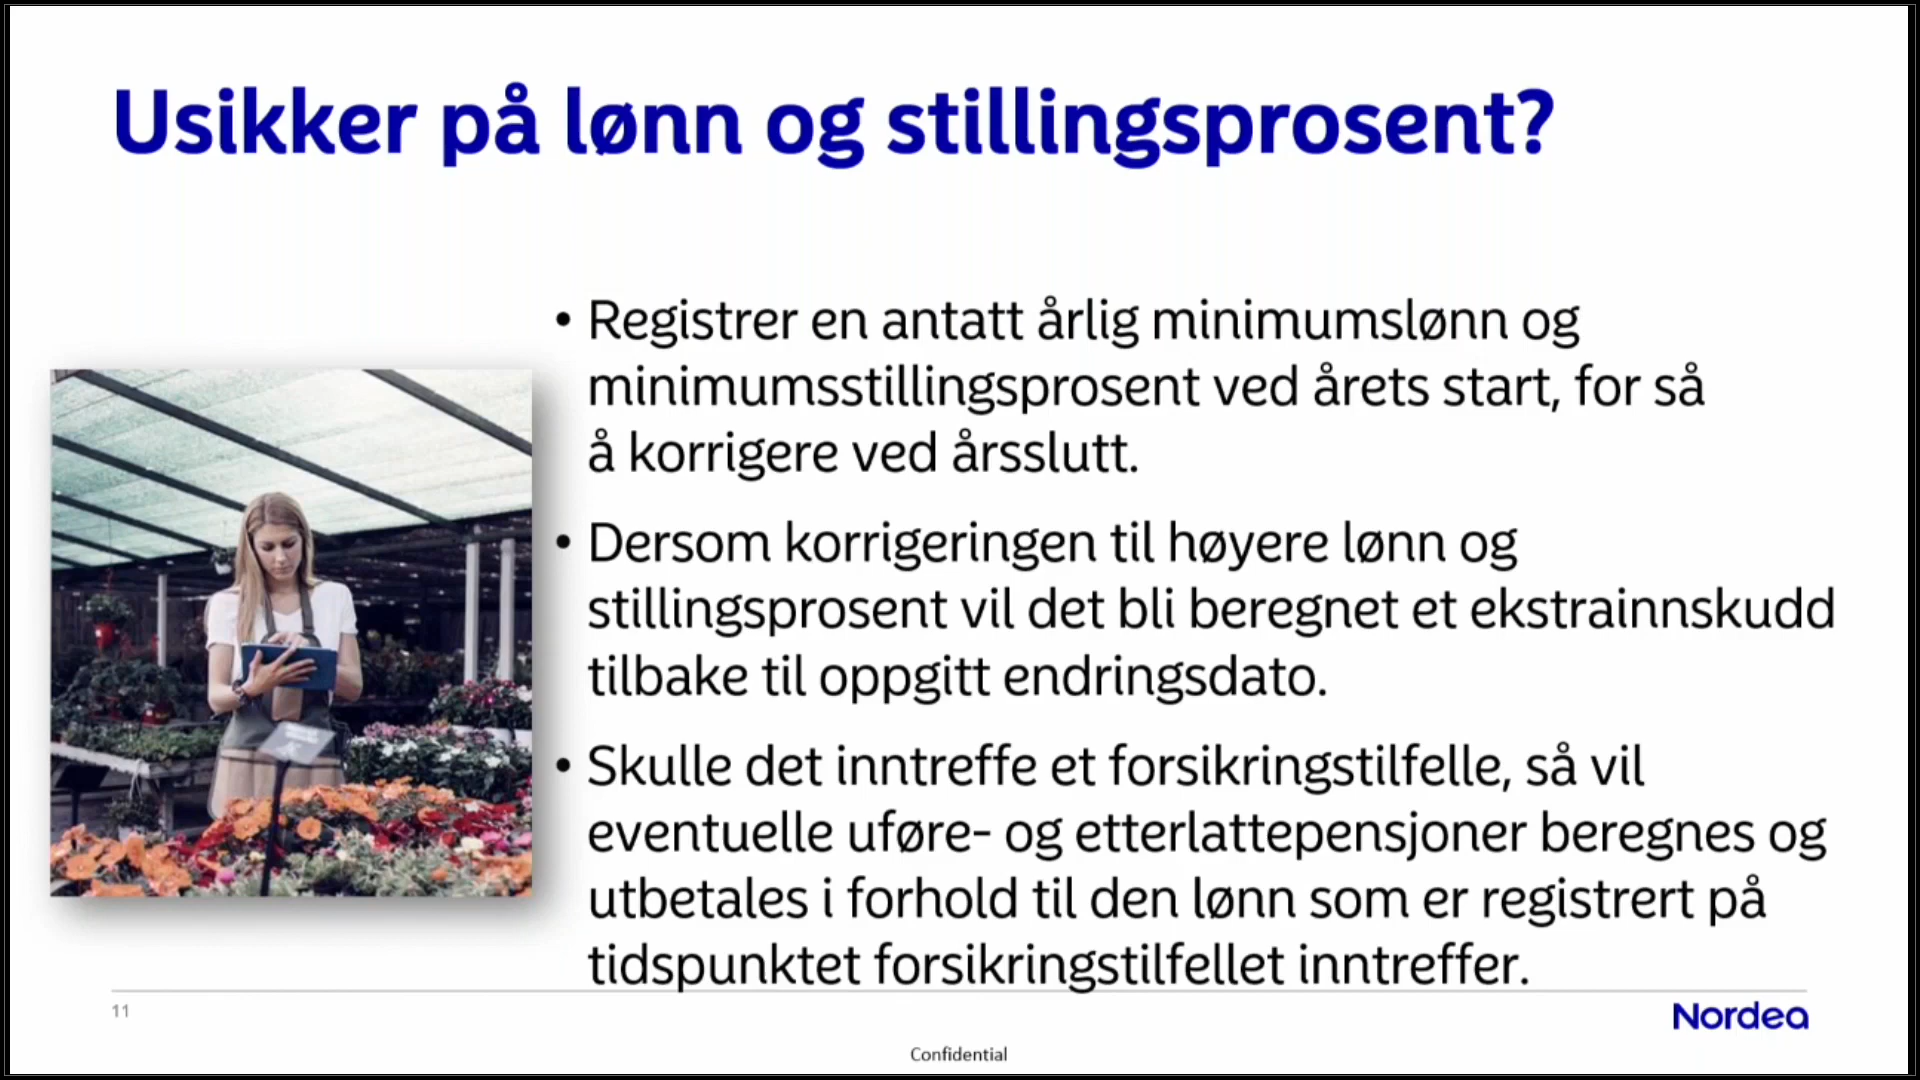 Usikker på lønn og stillingsprosent?
• Registrer en antatt årlig minimumslønn og
minimumsstillingsprosent ved årets start, for så
å korrigere ved årsslutt.
• Dersom korrigeringen til høyere lønn og
stillingsprosent vil det bli beregnet et ekstrainnskudd
tilbake til oppgitt endringsdato.
• Skulle det inntreffe et forsikringstilfelle, så vil
eventuelle uføre- og etterlattepensjoner beregnes og
utbetales i forhold til den lønn som er registrert på
tidspunktet forsikringstilfellet inntreffer.
11
Nordea
Confidential